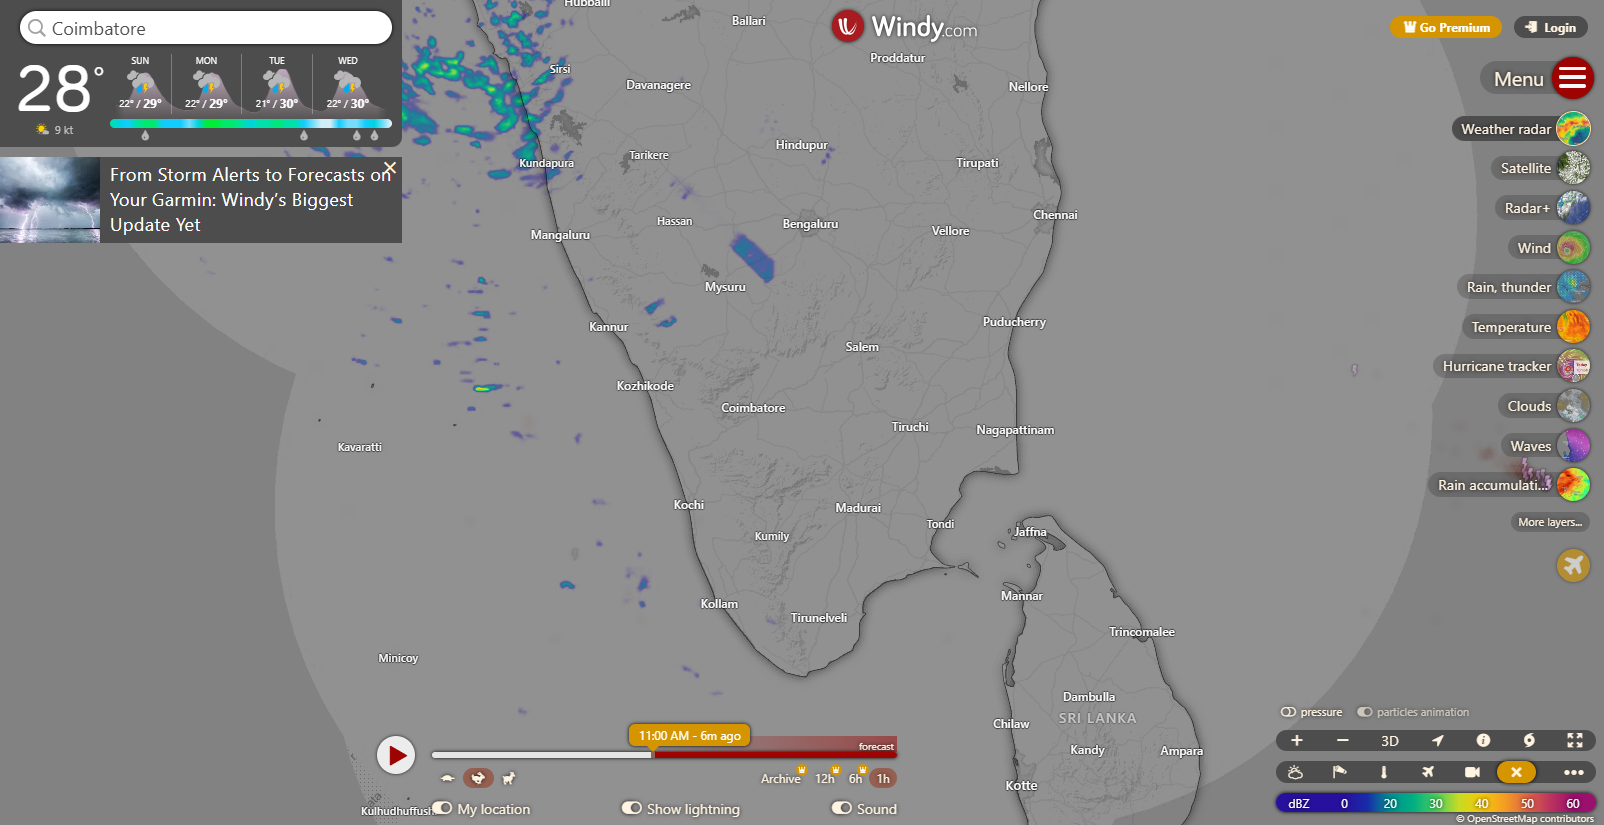 Coimbatore
28°
9 kt
SUN
MON
TUE
WED
22° / 29°
22° / 29°
21° / 30°
22° / 30°
From Storm Alerts to Forecasts on
Your Garmin: Windy's Biggest
Update Yet
Windy.com
Go Premium
Login
Menu
Weather radar
Satellite
Radar+
Wind
Rain, thunder
Temperature
Hurricane tracker
Clouds
Waves
Rain accumulati...
More layers...
Hubballi
Ballari
Proddatur
Sirsi
Davanagere
Nellore
Hindupur
Tarikere
Kundapura
Tirupati
Chennai
Hassan
Bengaluru
Vellore
Mangaluru
Mysuru
Puducherry
Kannur
Salem
Kozhikode
Coimbatore
Tiruchi
Nagapattinam
Kavaratti
Kochi
Madurai
Tondi
Kumily
Jaffna
Mannar
Kollam
Tirunelveli
Trincomalee
Minicoy
Dambulla
SRI LANKA
Chilaw
Kandy
Ampara
Kotte
Kulhudhuffush
11:00 AM - 6m ago
forecast
Archive
12h
6h
1h
My location
Show lightning
Sound
pressure
particles animation
3D
dBZ 0 20 30 40 50 60
© OpenStreetMap contributors